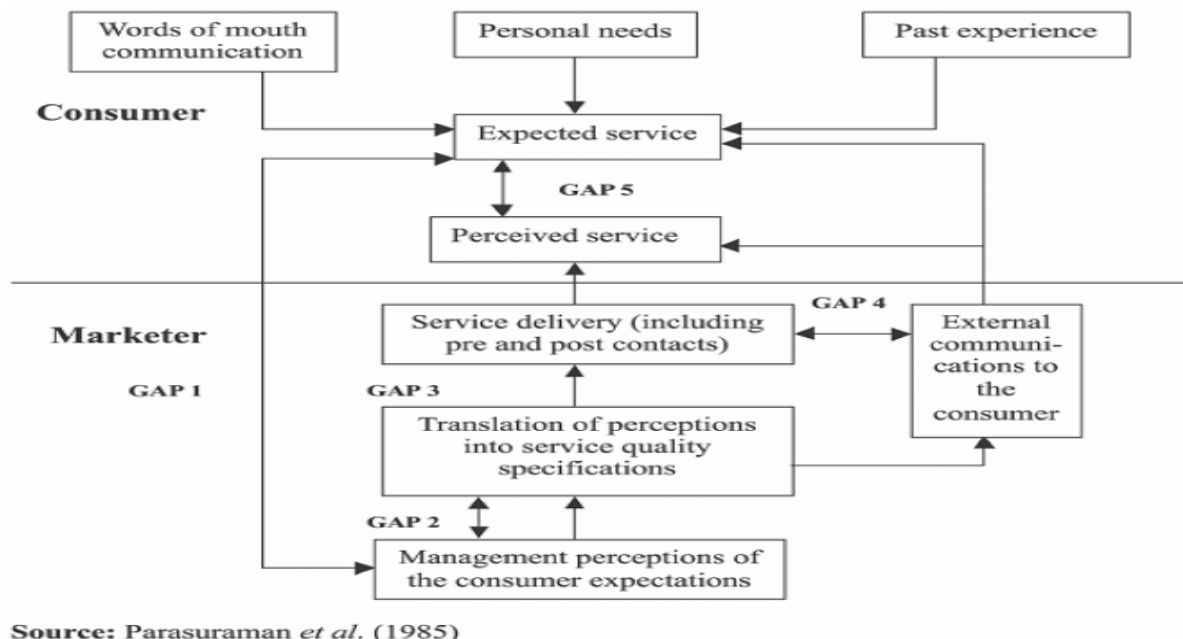 Words of mouth
communication
Personal needs
Past experience
Consumer
Expected service
GAP 5
Perceived service
Marketer
GAP 1
Service delivery (including
pre and post contacts)
GAP 4
External
communi-
cations to
the
consumer
GAP 3
Translation of perceptions
into service quality
specifications
GAP 2
Management perceptions of
the consumer expectations
Source: Parasuraman et al. (1985)